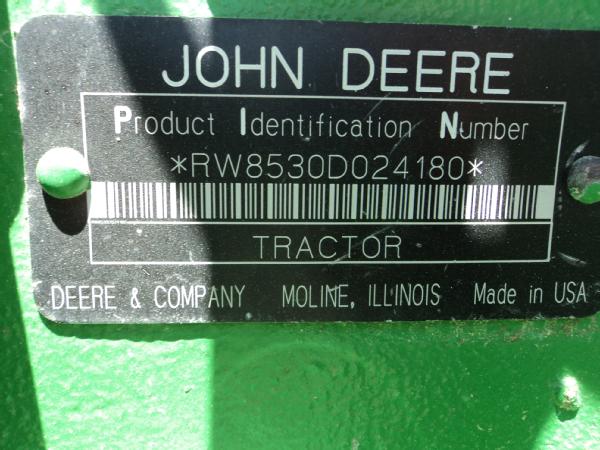 JOHN DEERE
Product Identification Number
*RW8530D024180*
TRACTOR
DEERE & COMPANY MOLINE, ILLINOIS Made in USA